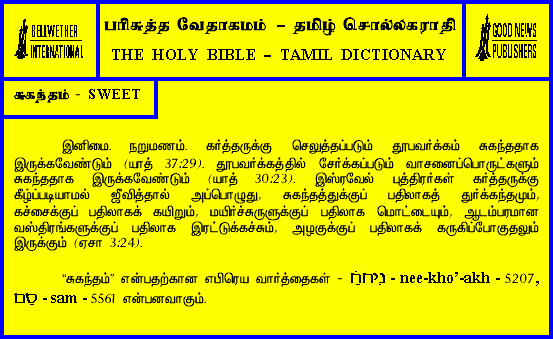 BELLWETHER
INTERNATIONAL
பரிசுத்த வேதாகமம் – தமிழ் சொல்லகராதி
THE HOLY BIBLE – TAMIL DICTIONARY
GOOD NEWS
PUBLISHERS
சுகந்தம் - SWEET
இனிமை. நறுமணம். கர்த்தருக்கு செலுத்தப்படும் தூபவர்க்கம் சுகந்ததாக
இருக்கவேண்டும் (யாத் 37:29). தூபவர்க்கத்தில் சேர்க்கப்படும் வாசனைப்பொருட்களும்
சுகந்ததாக இருக்கவேண்டும் (யாத் 30:23). இஸ்ரவேல் புத்திரர்கள் கர்த்தருக்கு
கீழ்ப்படியாமல் ஜீவித்தால் அப்பொழுது, சுகந்தத்துக்குப் பதிலாகத் துர்க்கந்தமும்,
கச்சைக்குப் பதிலாகக் கயிறும், மயிர்ச்சுருளுக்குப் பதிலாக மொட்டையும், ஆடம்பரமான
வஸ்திரங்களுக்குப் பதிலாக இரட்டுக்கச்சும், அழகுக்குப் பதிலாகக் கருகிப்போகுதலும்
இருக்கும் (ஏசா 3:24).
“சுகந்தம்” என்பதற்கான எபிரெய வார்த்தைகள் - ניחח - nee-kho’-akh - 5207,
סם - sam - 5561 என்பனவாகும்.